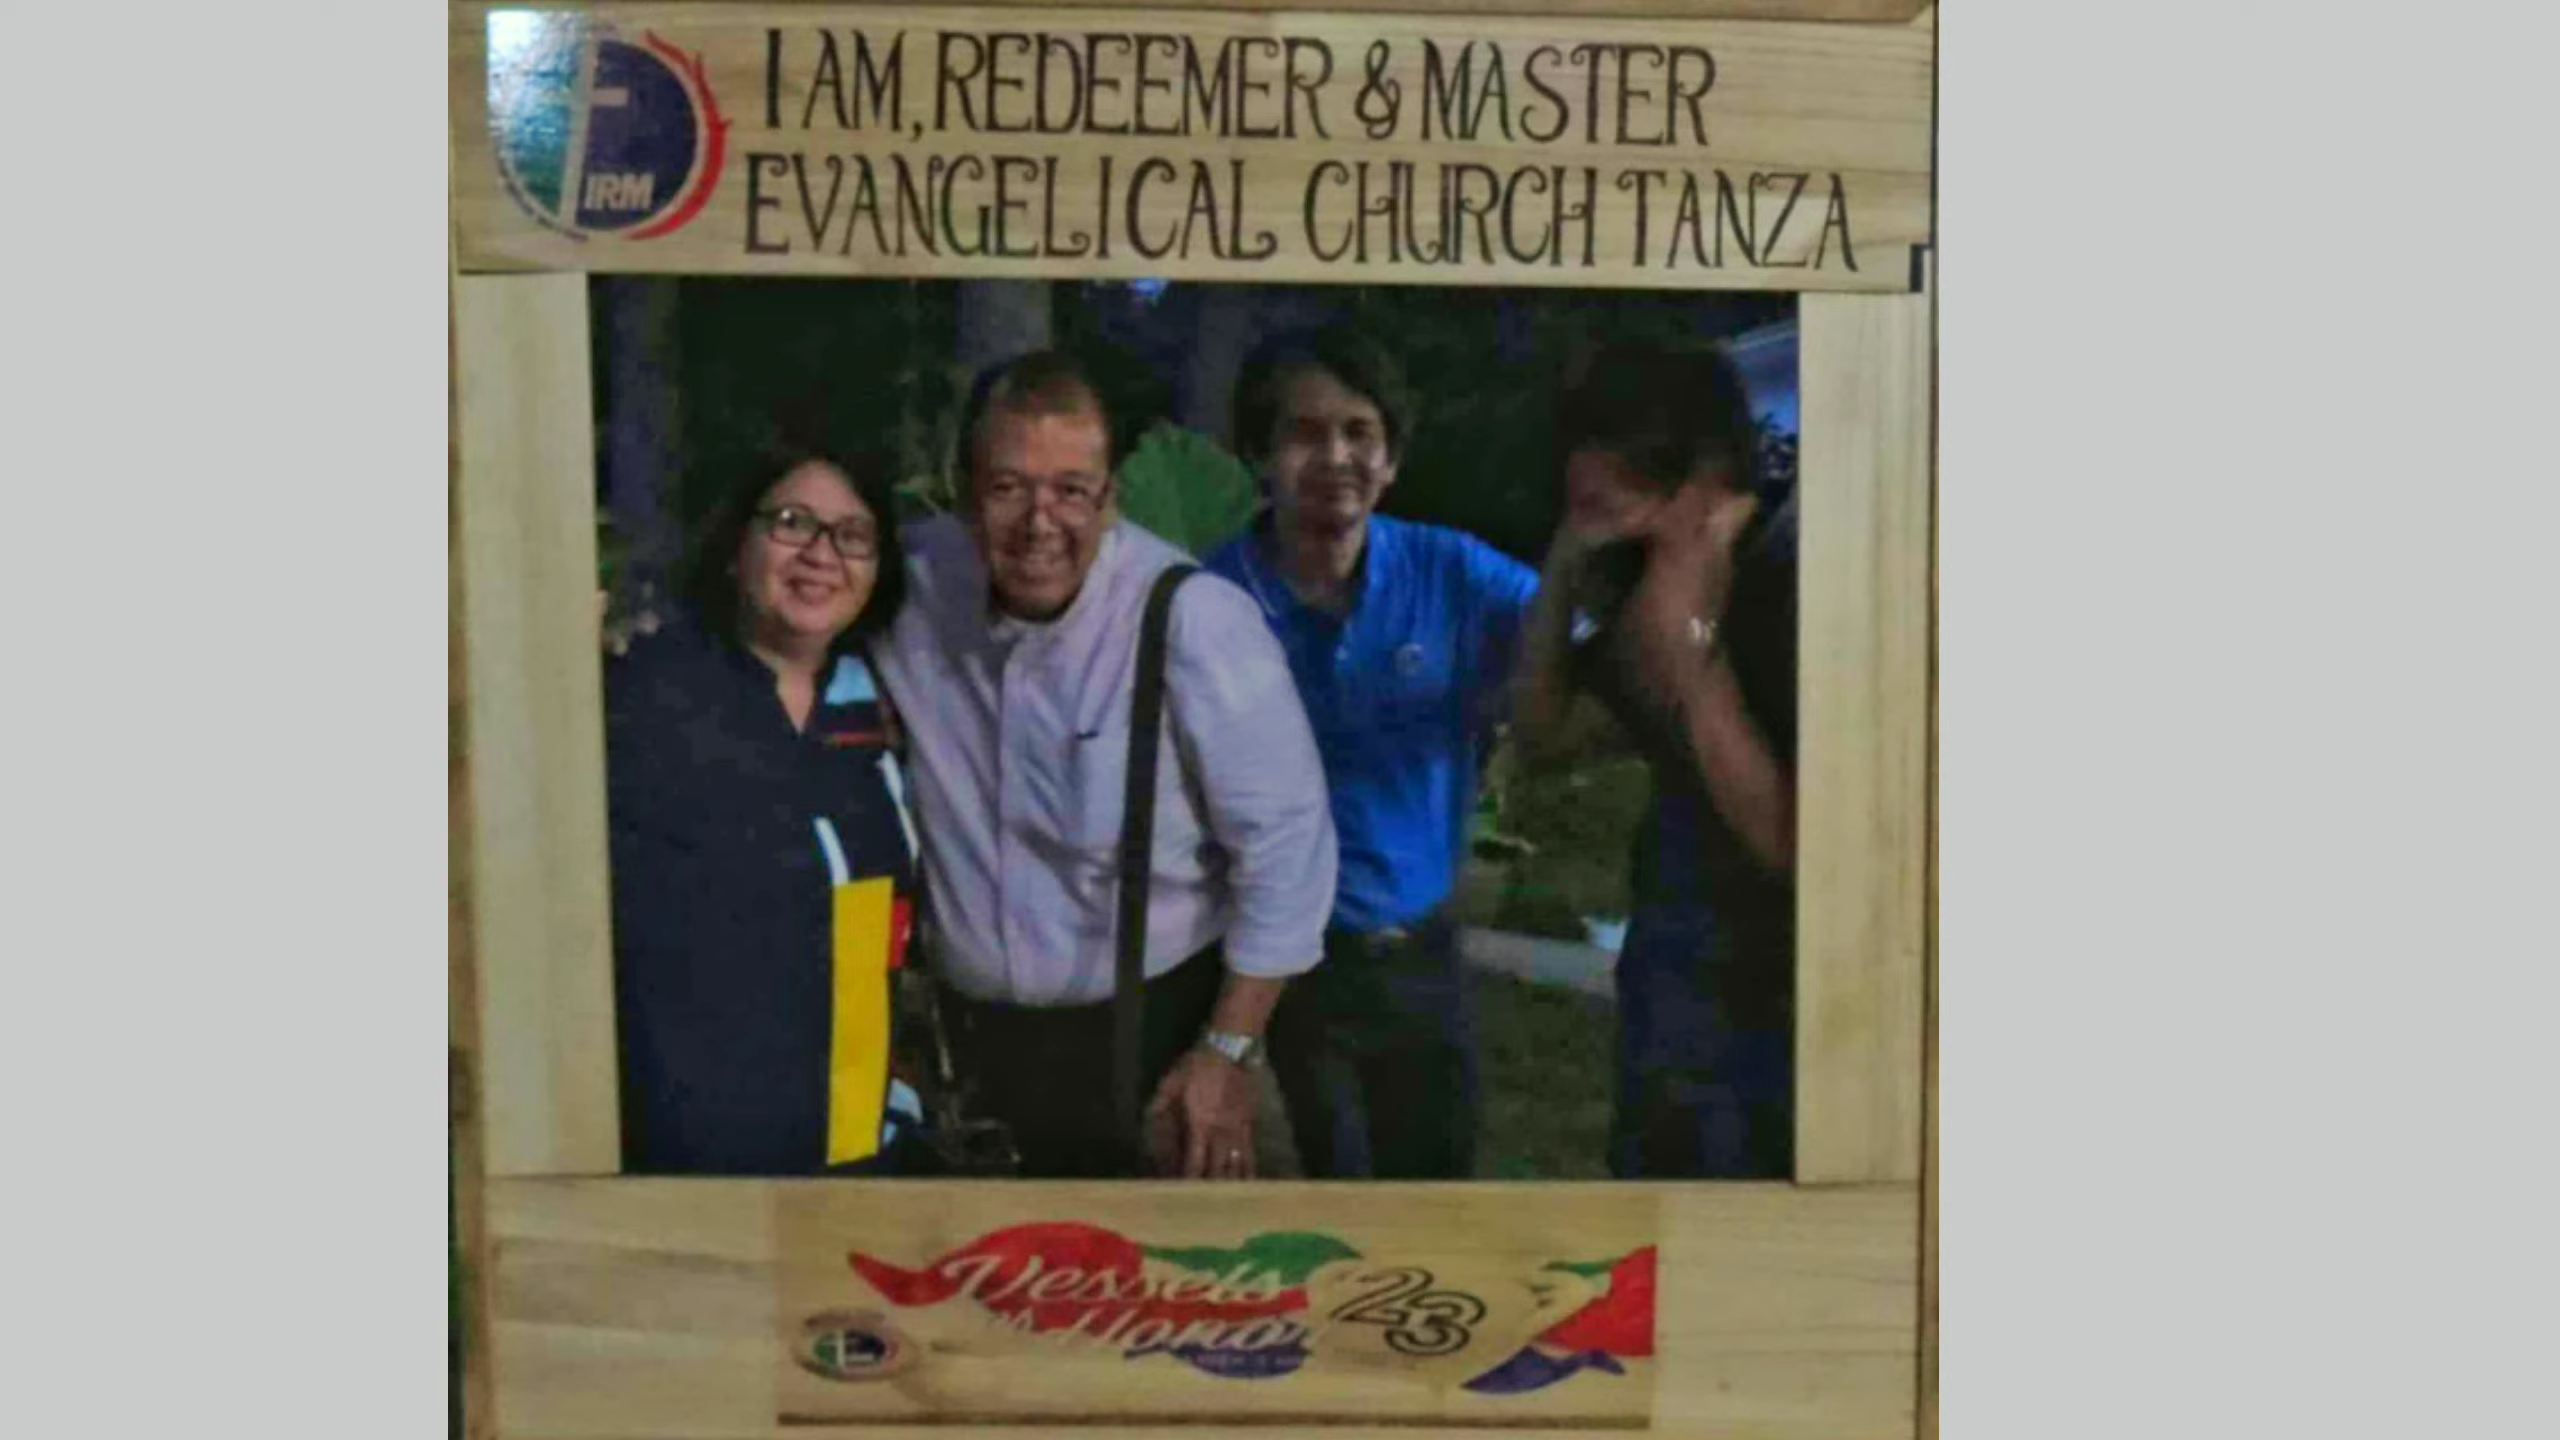 IRM
I AM, REDEEMER & MASTER
EVANGELICAL CHURCH TANZA
Vessels
Honor
23